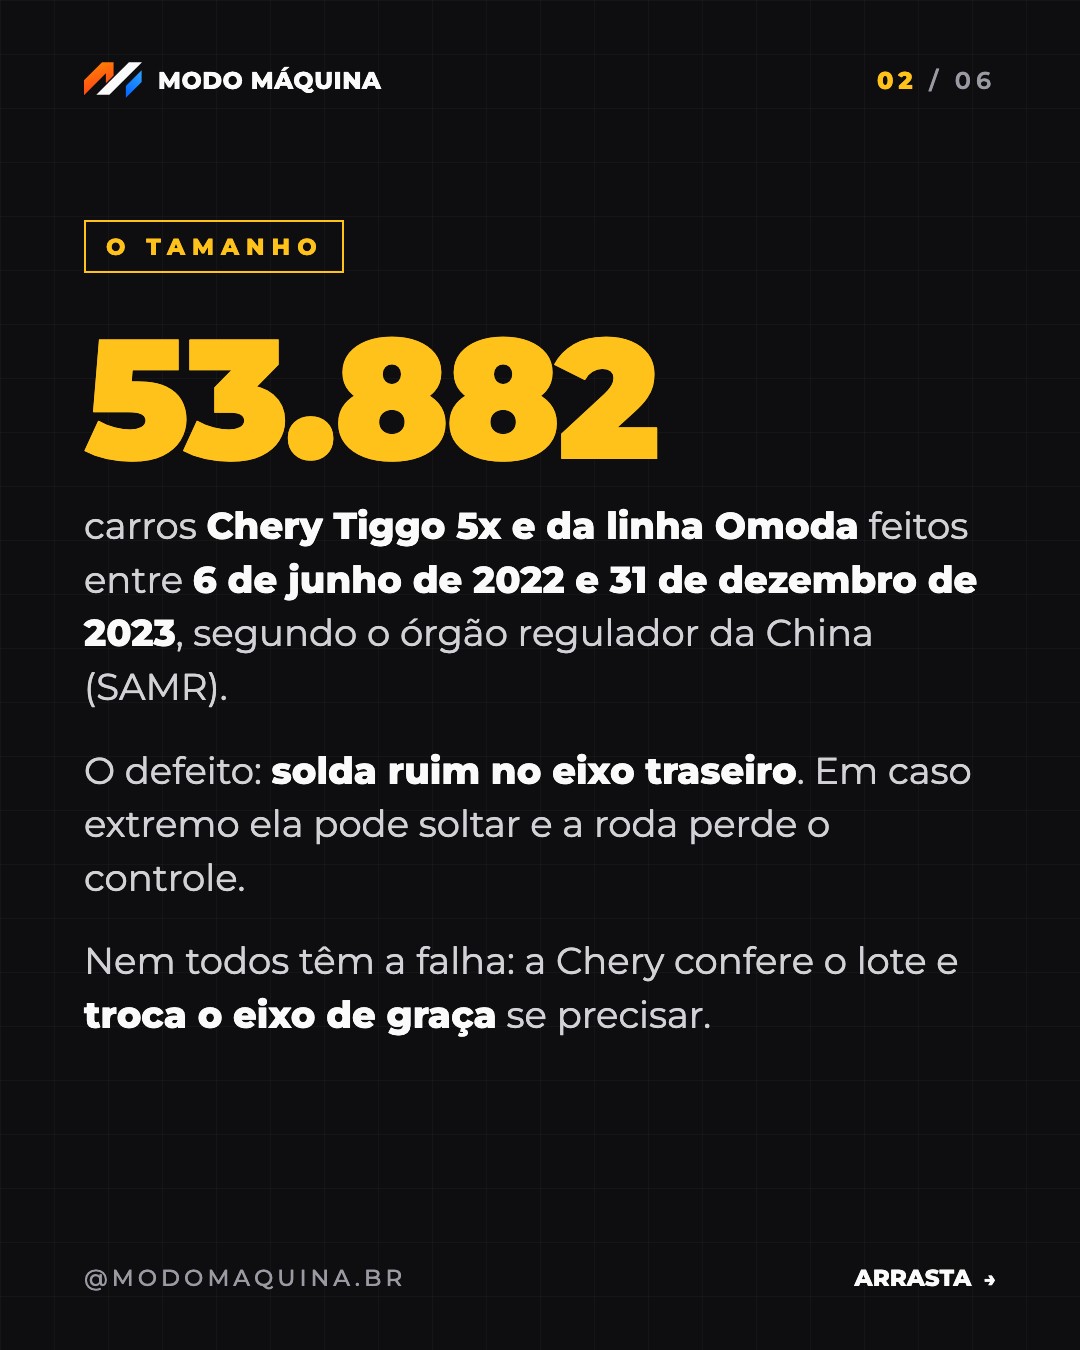 MODO MÁQUINA
02 / 06
O TAMANHO
53.882
carros Chery Tiggo 5x e da linha Omoda feitos
entre 6 de junho de 2022 e 31 de dezembro de
2023, segundo o órgão regulador da China
(SAMR).
O defeito: solda ruim no eixo traseiro. Em caso
extremo ela pode soltar e a roda perde o
controle.
Nem todos têm a falha: a Chery confere o lote e
troca o eixo de graça se precisar.
@MODOMAQUINA.BR
ARRASTA →